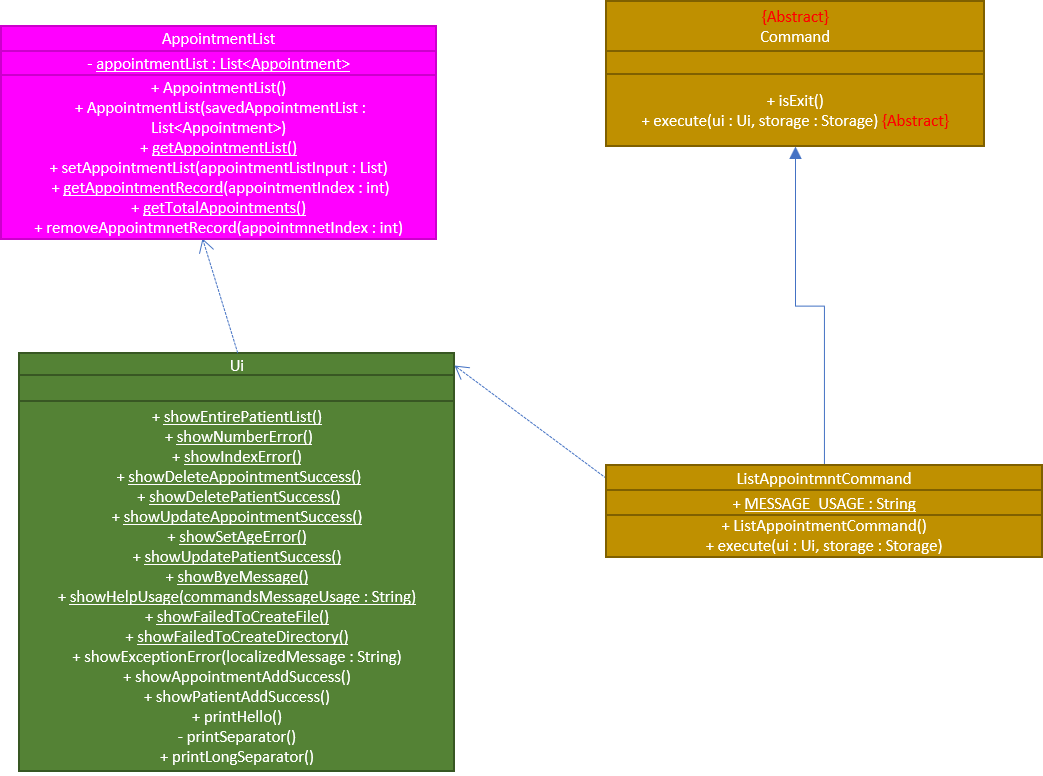 AppointmentList
- appointmentList : List<Appointment>
+ AppointmentList()
+ AppointmentList(savedAppointmentList :
List<Appointment>)
+ getAppointmentList()
+ setAppointmentList(appointmentListInput : List)
+ getAppointmentRecord(appointmentIndex : int)
+ getTotalAppointments()
+ removeAppointmnetRecord(appointmnetIndex : int)
{Abstract}
Command
+ isExit()
+ execute(ui : Ui, storage : Storage) {Abstract}
Ui
+ showEntirePatientList()
+ showNumberError()
+ showIndexError()
+ showDeleteAppointmentSuccess()
+ showDeletePatientSuccess()
+ showUpdateAppointmentSuccess()
+ showSetAgeError()
+ showUpdatePatientSuccess()
+ showByeMessage()
+ showHelpUsage(commandsMessageUsage : String)
+ showFailedToCreateFile()
+ showFailedToCreateDirectory()
+ showExceptionError(localizedMessage : String)
+ showAppointmentAddSuccess()
+ showPatientAddSuccess()
+ printHello()
- printSeparator()
+ printLongSeparator()
ListAppointmntCommand
+ MESSAGE_USAGE : String
+ ListAppointmentCommand()
+ execute(ui : Ui, storage : Storage)